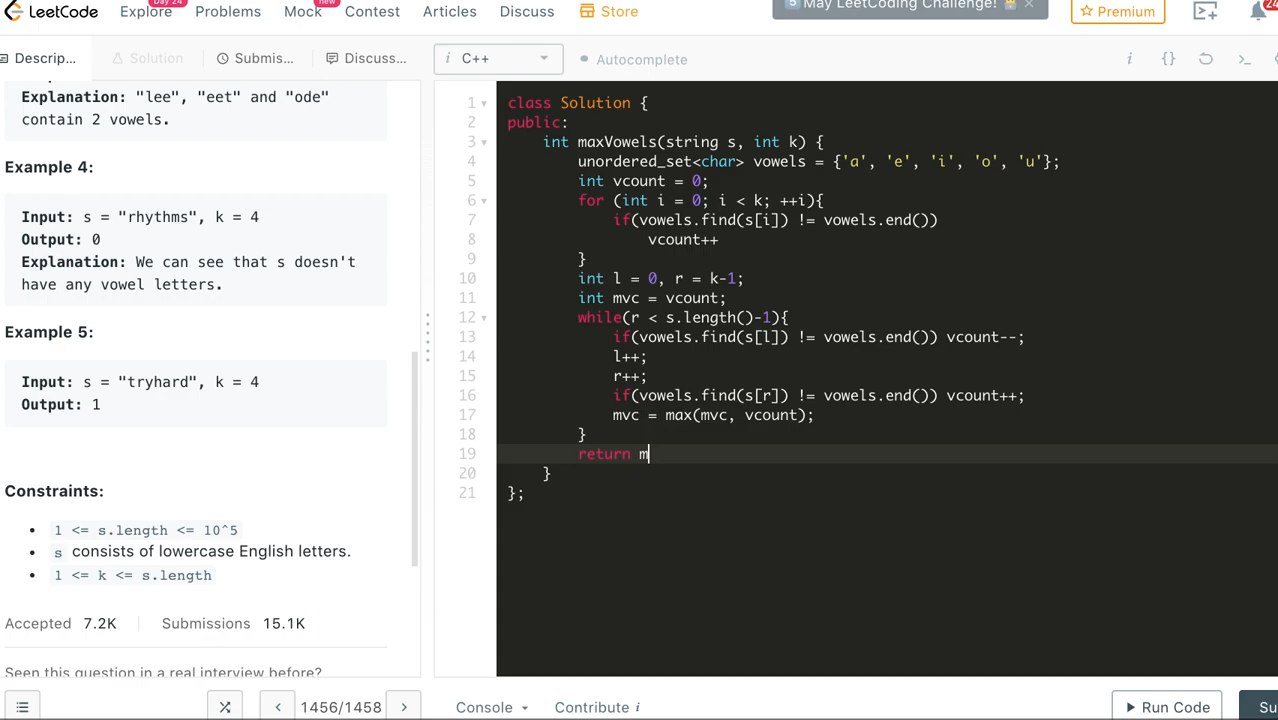 LeetCode Explore Day 24 Problems Mock new Contest Articles Discuss Store 5 May LeetCoding Challenge! × Premium 24
Descrip... Solution Submis... Discuss... i C++ Autocomplete i {}
Explanation: "lee", "eet" and "ode"
contain 2 vowels.
Example 4:
Input: s = "rhythms", k = 4
Output: 0
Explanation: We can see that s doesn't
have any vowel letters.
Example 5:
Input: s = "tryhard", k = 4
Output: 1
Constraints:
• 1 <= s.length <= 10^5
• s consists of lowercase English letters.
• 1 <= k <= s.length
Accepted 7.2K Submissions 15.1K
Seen this question in a real interview before?
1 class Solution {
2 public:
3 int maxVowels(string s, int k) {
4 unordered_set<char> vowels = {'a', 'e', 'i', 'o', 'u'};
5 int vcount = 0;
6 for (int i = 0; i < k; ++i){
7 if(vowels.find(s[i]) != vowels.end())
8 vcount++
9 }
10 int l = 0, r = k-1;
11 int mvc = vcount;
12 while(r < s.length()-1){
13 if(vowels.find(s[l]) != vowels.end()) vcount--;
14 l++;
15 r++;
16 if(vowels.find(s[r]) != vowels.end()) vcount++;
17 mvc = max(mvc, vcount);
18 }
19 return m
20 }
21 };
< 1456/1458 > Console Contribute i Run Code Su